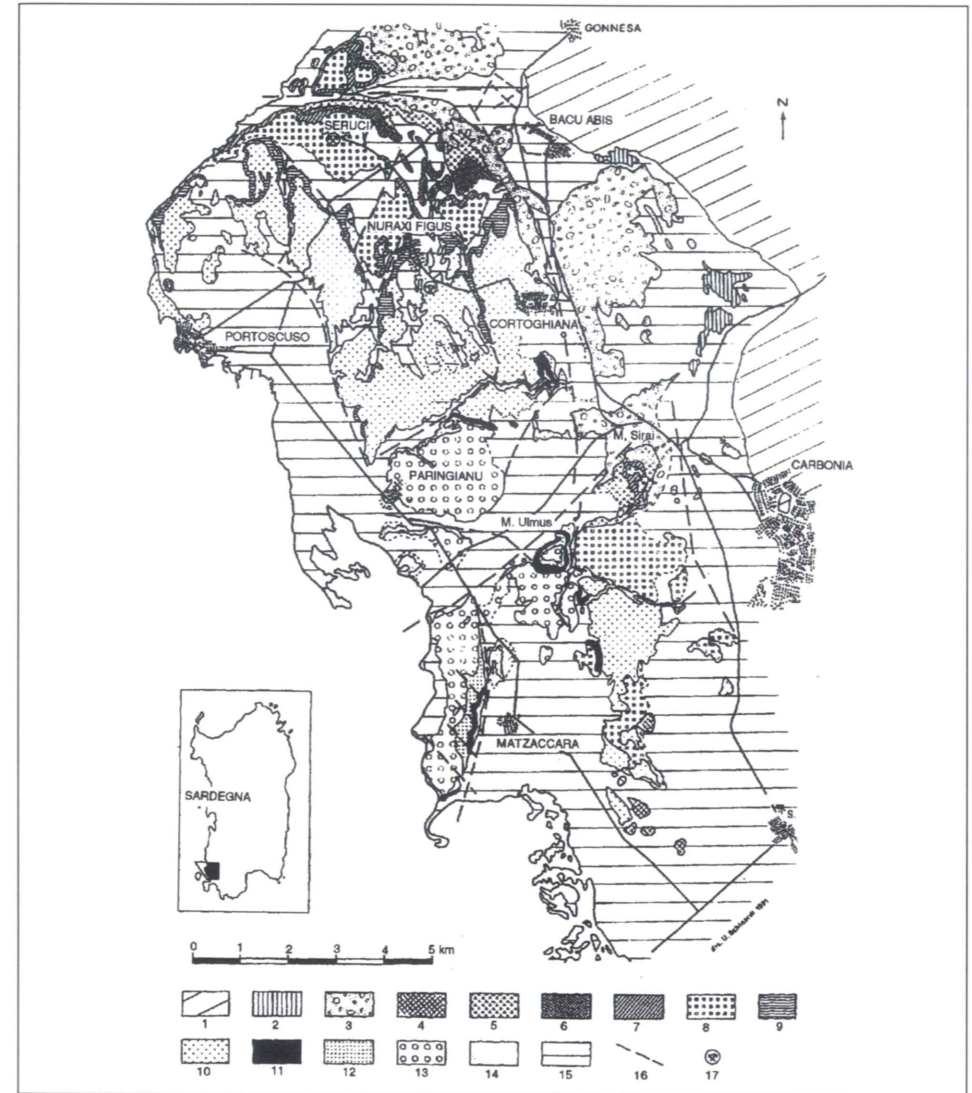 GONNESA
N
BACU ABIS
SERUCI
NURAXI FIGUS
CORTOGHIANA
PORTOSCUSO
M. Sirai
CARBONIA
PARINGIANU
M. Ulmus
MATZACCARA
SARDEGNA
S.
0 1 2 3 4 5 km
1 2 3 4 5 6 7 8 9
10 11 12 13 14 15 16 17